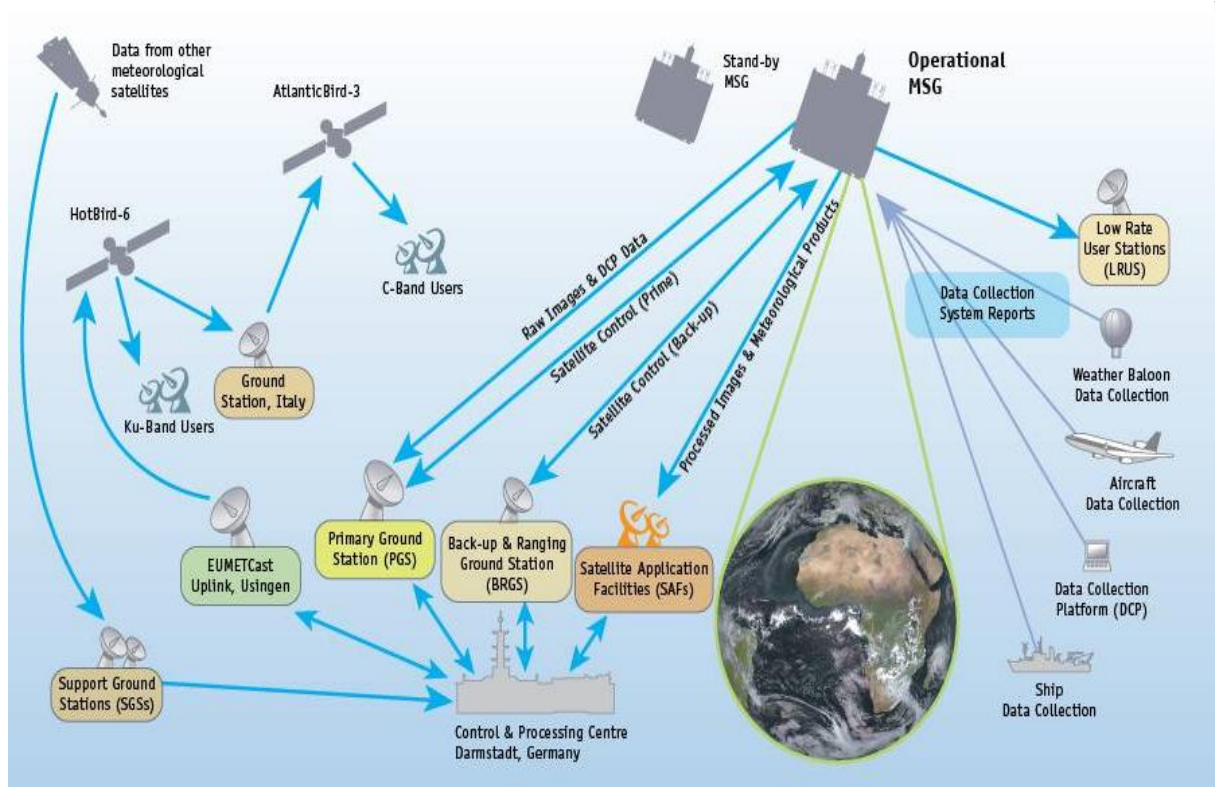 Data from other
meteorological
satellites
AtlanticBird-3
Stand-by
MSG
Operational
MSG
HotBird-6
C-Band Users
Low Rate
User Stations
(LRUS)
Data Collection
System Reports
Raw Images & DCP Data
Satellite Control (Prime)
Satellite Control (Back-up)
Processed Images & Meteorological Products
Weather Baloon
Data Collection
Ground
Station, Italy
Ku-Band Users
Aircraft
Data Collection
EUMETCast
Uplink, Usingen
Primary Ground
Station (PGS)
Back-up & Ranging
Ground Station
(BRGS)
Satellite Application
Facilities (SAFs)
Data Collection
Platform (DCP)
Support Ground
Stations (SGSs)
Ship
Data Collection
Control & Processing Centre
Darmstadt, Germany